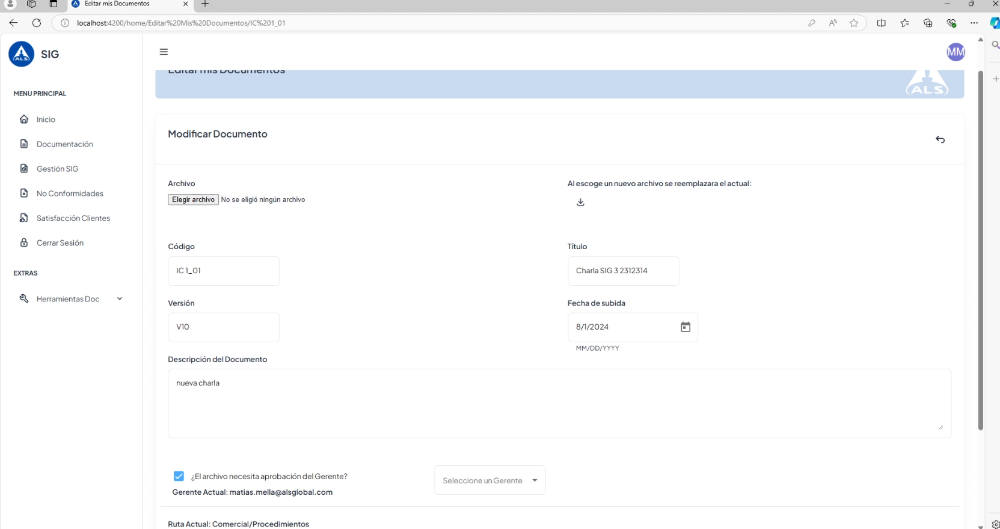 Editar mis Documentos
localhost:4200/home/Editar%20Mis%20Documentos/IC%201_01
ALS
SIG
MM
MENU PRINCIPAL
Inicio
Documentación
Gestión SIG
No Conformidades
Satisfacción Clientes
Cerrar Sesión
EXTRAS
Herramientas Doc
Editar mis Documentos
ALS
Modificar Documento
Archivo
Elegir archivo No se eligió ningún archivo
Al escoge un nuevo archivo se reemplazara el actual:
Código
IC 1_01
Título
Charla SIG 3 2312314
Versión
V10
Fecha de subida
8/1/2024
MM/DD/YYYY
Descripción del Documento
nueva charla
¿El archivo necesita aprobación del Gerente?
Gerente Actual: matias.mella@alsglobal.com
Seleccione un Gerente
Ruta Actual: Comercial/Procedimientos